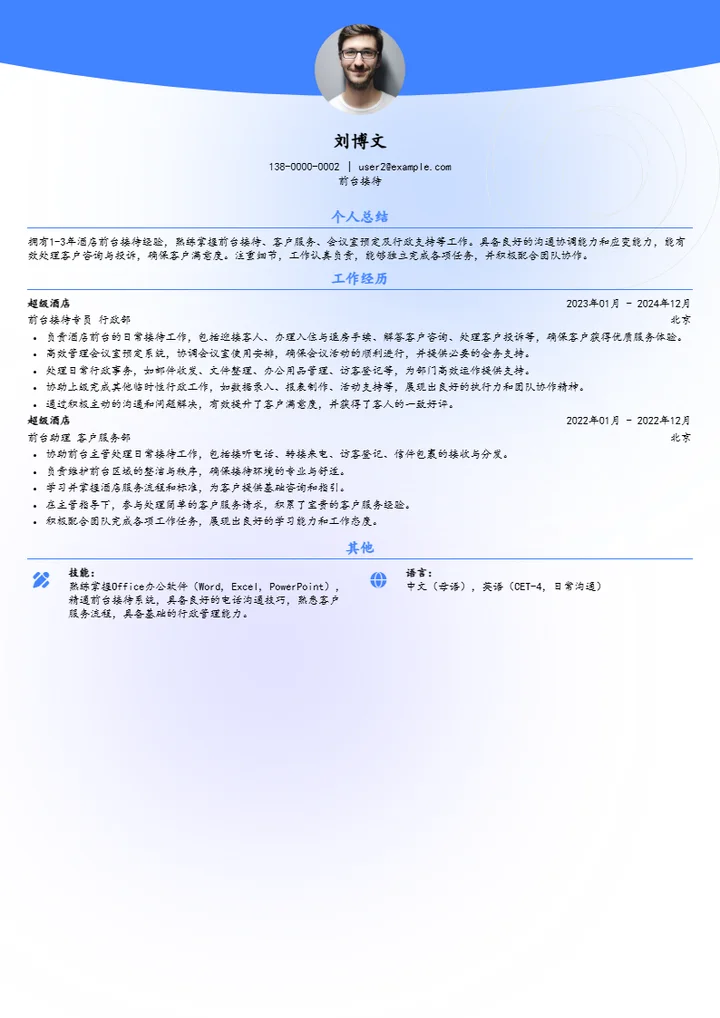 刘博文
138-0000-0002 | user2@example.com
前台接待
个人总结
拥有1-3年酒店前台接待经验，熟练掌握前台接待、客户服务、会议室预定及行政支持等工作。具备良好的沟通协调能力和应变能力，能有
效处理客户咨询与投诉，确保客户满意度。注重细节，工作认真负责，能够独立完成各项任务，并积极配合团队协作。
工作经历
超级酒店 2023年01月 - 2024年12月
前台接待专员 行政部 北京
• 负责酒店前台的日常接待工作，包括迎接客人、办理入住与退房手续、解答客户咨询、处理客户投诉等，确保客户获得优质服务体验。
• 高效管理会议室预定系统，协调会议室使用安排，确保会议活动的顺利进行，并提供必要的会务支持。
• 处理日常行政事务，如邮件收发、文件整理、办公用品管理、访客登记等，为部门高效运作提供支持。
• 协助上级完成其他临时性行政工作，如数据录入、报表制作、活动支持等，展现出良好的执行力和团队协作精神。
• 通过积极主动的沟通和问题解决，有效提升了客户满意度，并获得了客人的一致好评。
超级酒店 2022年01月 - 2022年12月
前台助理 客户服务部 北京
• 协助前台主管处理日常接待工作，包括接听电话、转接来电、访客登记、信件包裹的接收与分发。
• 负责维护前台区域的整洁与秩序，确保接待环境的专业与舒适。
• 学习并掌握酒店服务流程和标准，为客户提供基础咨询和指引。
• 在主管指导下，参与处理简单的客户服务请求，积累了宝贵的客户服务经验。
• 积极配合团队完成各项工作任务，展现出良好的学习能力和工作态度。
其他
技能：
熟练掌握Office办公软件（Word, Excel, PowerPoint），
精通前台接待系统，具备良好的电话沟通技巧，熟悉客户
服务流程，具备基础的行政管理能力。
语言：
中文（母语），英语（CET-4，日常沟通）